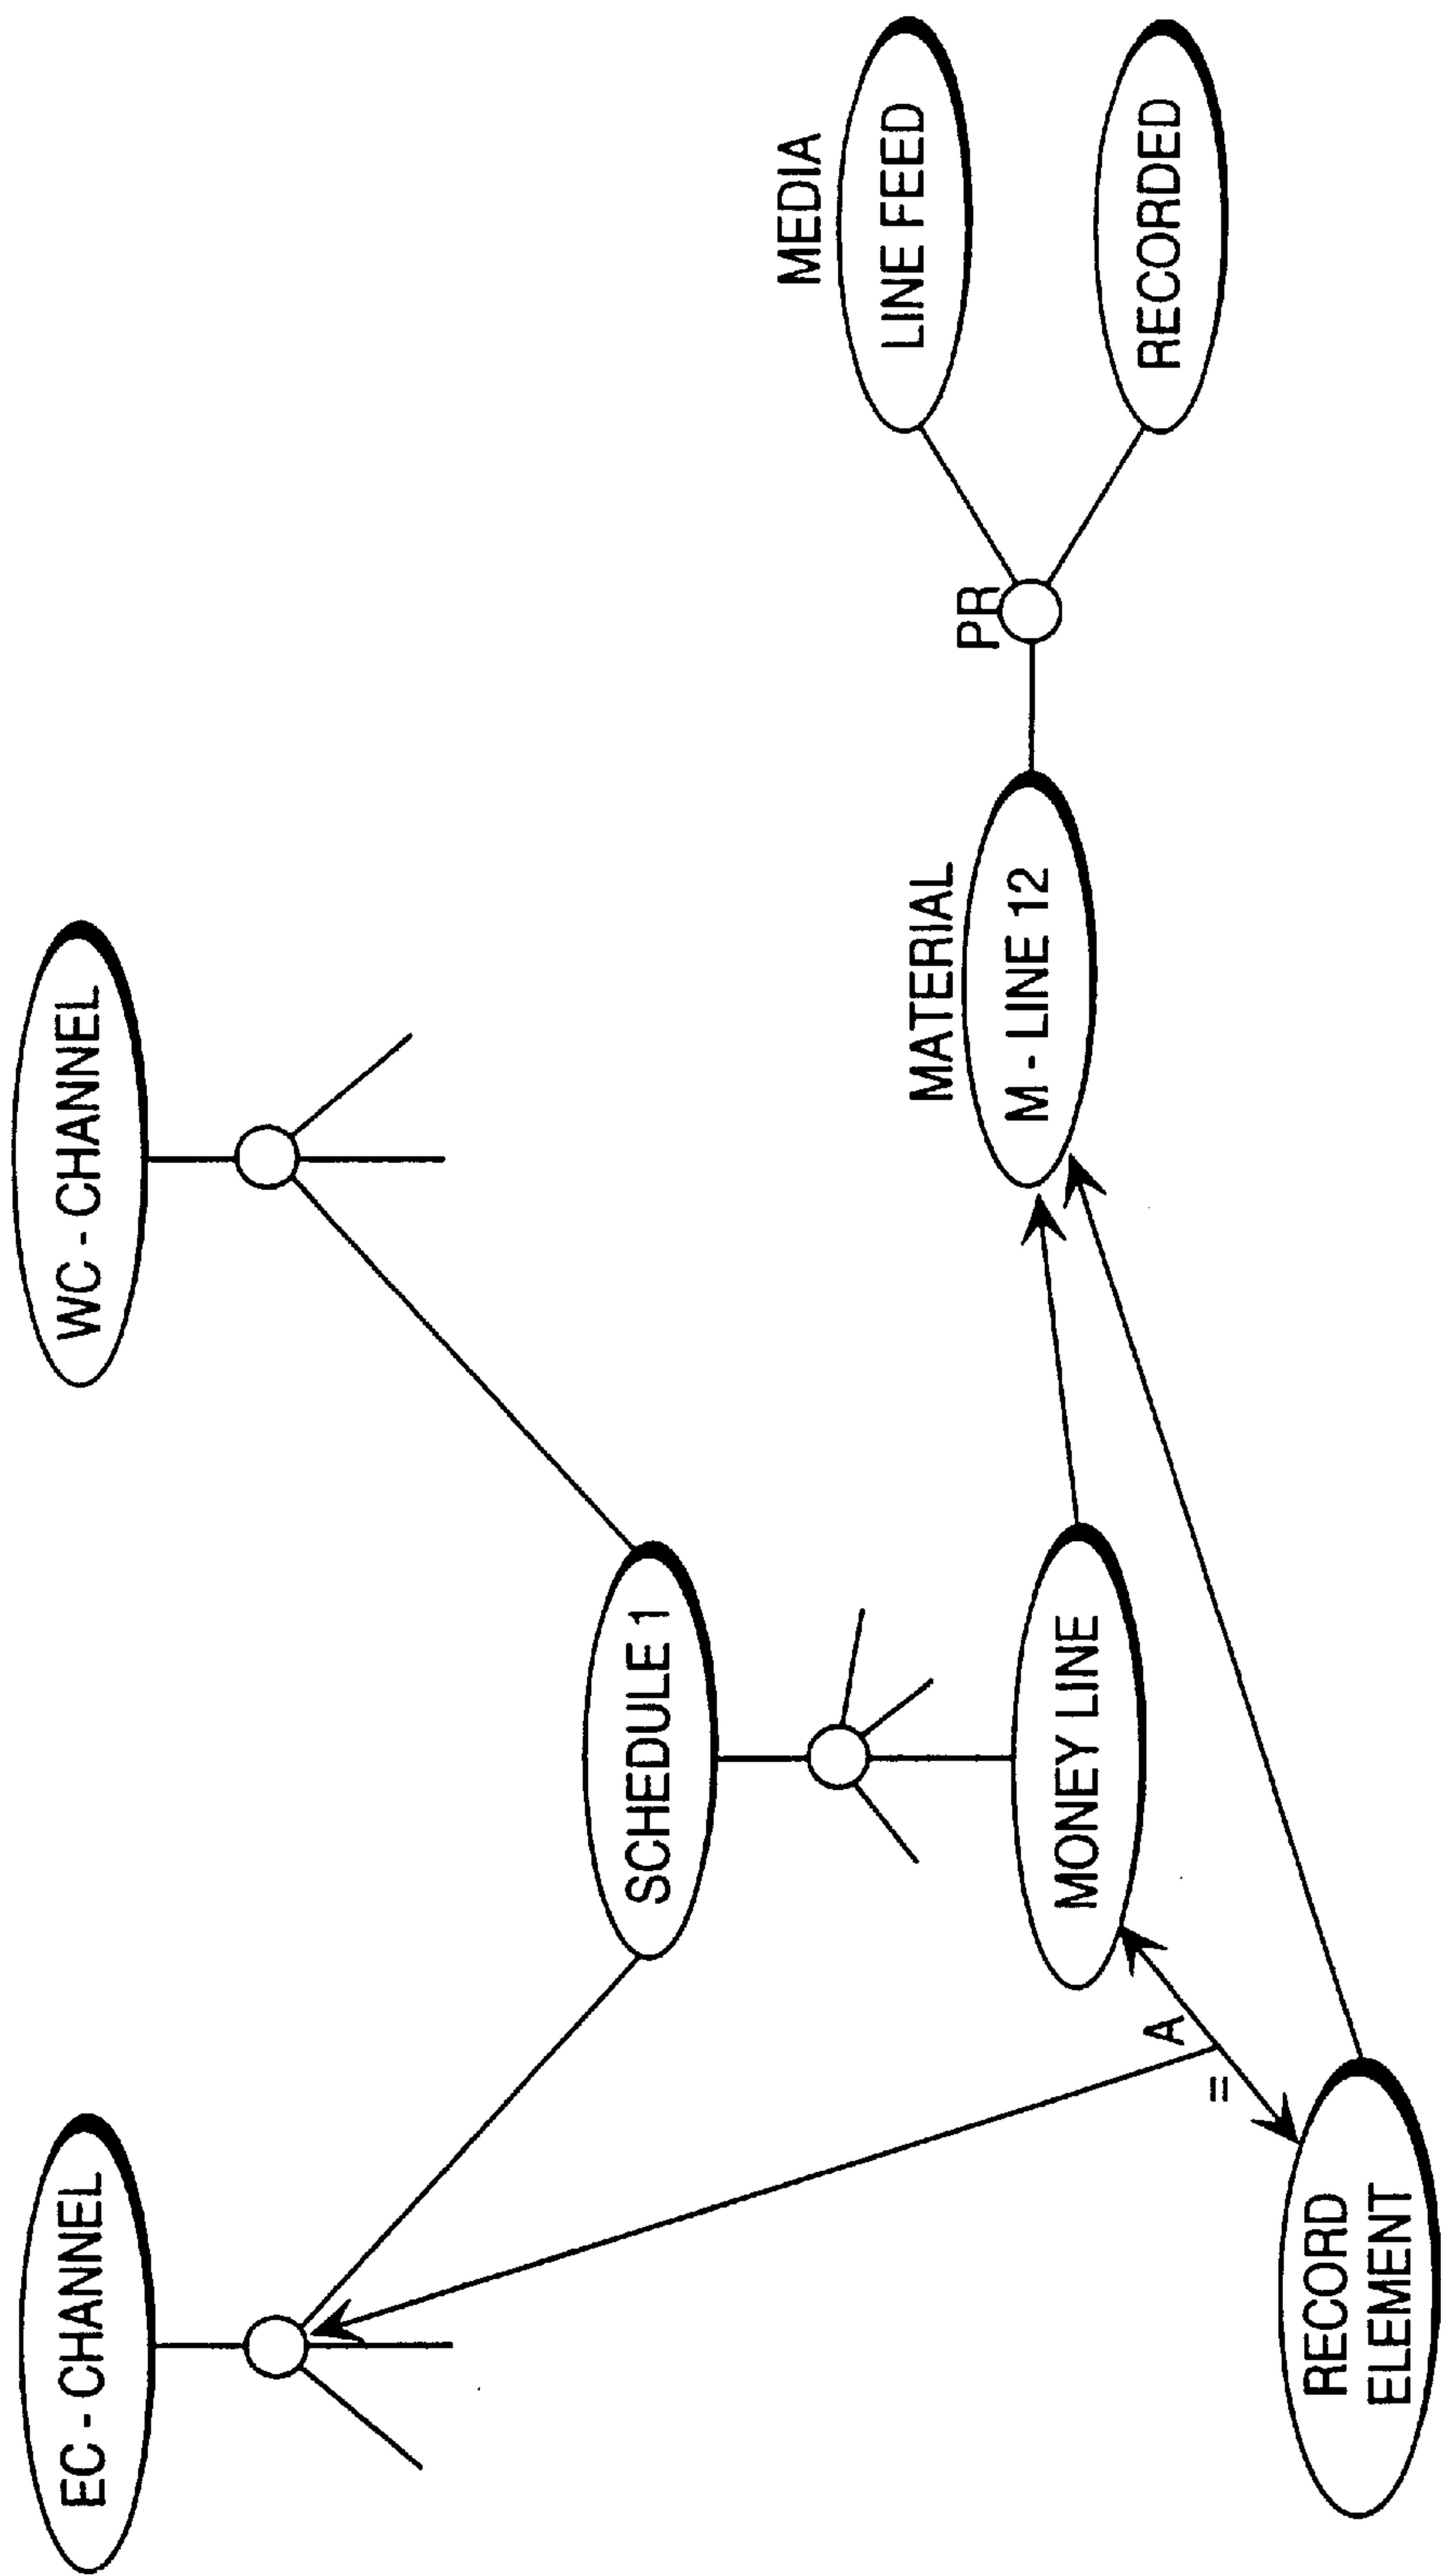 EC - CHANNEL
WC - CHANNEL
SCHEDULE 1
MEDIA
LINE FEED
MATERIAL
PR
M - LINE 12
MONEY LINE
A
=
RECORDED
RECORD
ELEMENT